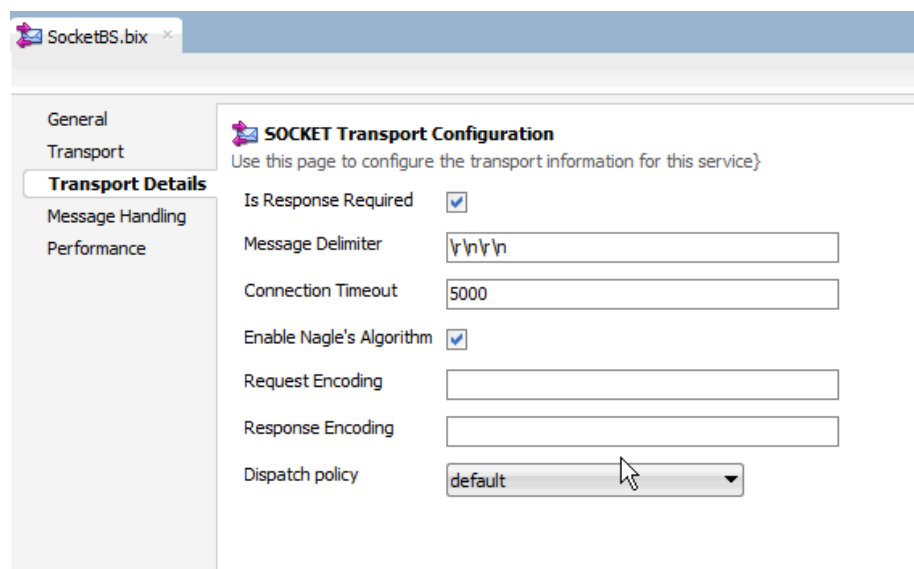 SocketBS.bix
General
Transport
Transport Details
Message Handling
Performance
SOCKET Transport Configuration
Use this page to configure the transport information for this service}
Is Response Required
Message Delimiter \r\n\r\n
Connection Timeout 5000
Enable Nagle's Algorithm
Request Encoding
Response Encoding
Dispatch policy default